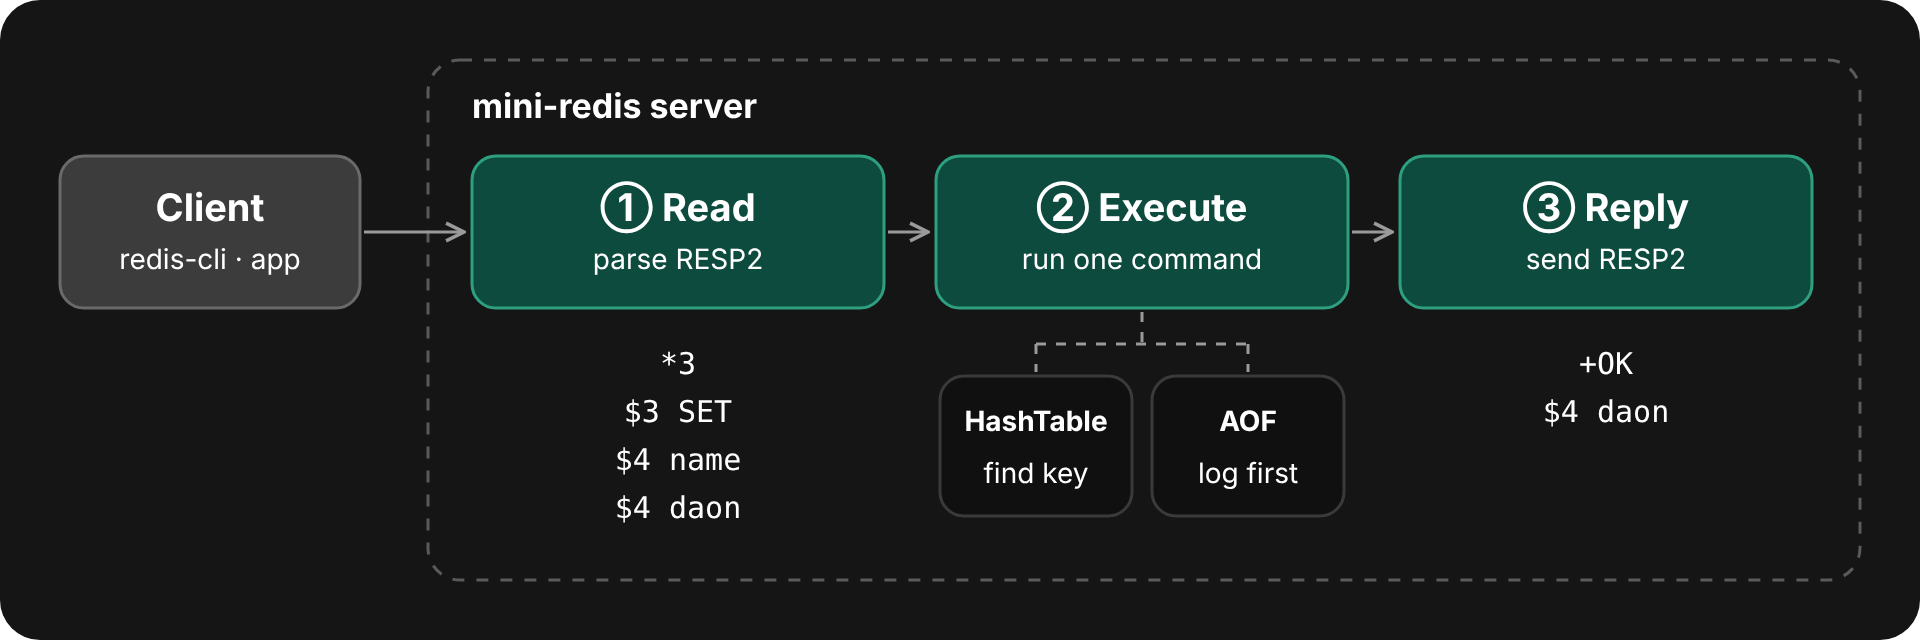 mini-redis server
Client
redis-cli · app
① Read
parse RESP2
*3
$3 SET
$4 name
$4 daon
② Execute
run one command
HashTable
find key
AOF
log first
③ Reply
send RESP2
+OK
$4 daon